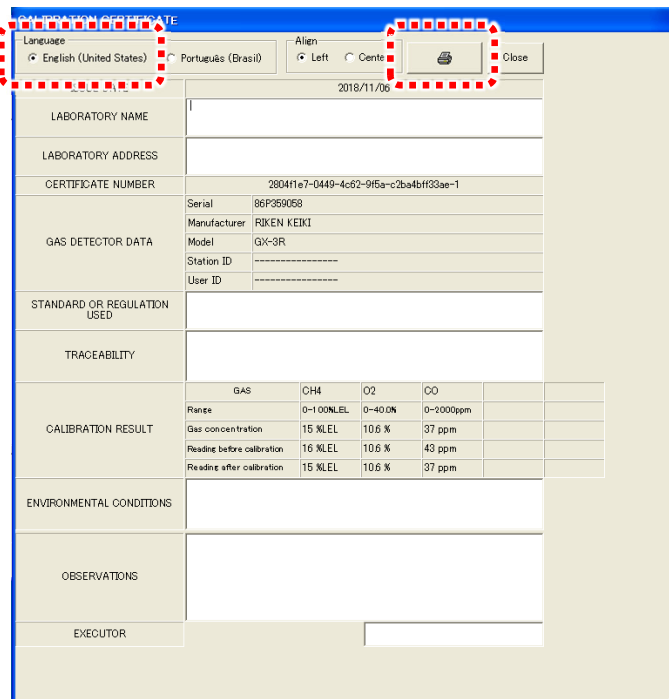 CALIBRATION CERTIFICATE
Language
English (United States)
Português (Brasil)
Align
Left
Center
Close
ISSUE DATE
2018/11/06
LABORATORY NAME
LABORATORY ADDRESS
CERTIFICATE NUMBER
2804f1e7-0449-4c62-9f5a-c2ba4bff33ae-1
GAS DETECTOR DATA
Serial 86P359058
Manufacturer RIKEN KEIKI
Model GX-3R
Station ID ----------------
User ID ----------------
STANDARD OR REGULATION
USED
TRACEABILITY
CALIBRATION RESULT
GAS CH4 O2 CO
Range 0-100%LEL 0-40.0% 0-2000ppm
Gas concentration 15 %LEL 10.6 % 37 ppm
Reading before calibration 16 %LEL 10.6 % 43 ppm
Reading after calibration 15 %LEL 10.6 % 37 ppm
ENVIRONMENTAL CONDITIONS
OBSERVATIONS
EXECUTOR